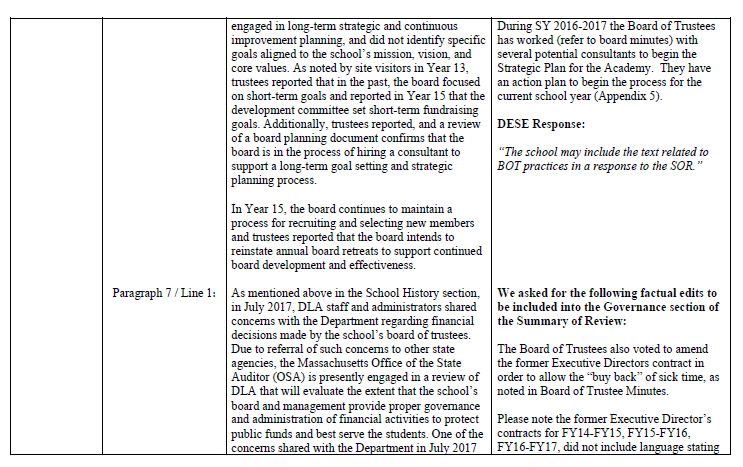 engaged in long-term strategic and continuous
improvement planning, and did not identify specific
goals aligned to the school's mission, vision, and
core values. As noted by site visitors in Year 13,
trustees reported that in the past, the board focused
on short-term goals and reported in Year 15 that the
development committee set short-term fundraising
goals. Additionally, trustees reported, and a review
of a board planning document confirms that the
board is in the process of hiring a consultant to
support a long-term goal setting and strategic
planning process.
In Year 15, the board continues to maintain a
process for recruiting and selecting new members
and trustees reported that the board intends to
reinstate annual board retreats to support continued
board development and effectiveness.
During SY 2016-2017 the Board of Trustees
has worked (refer to board minutes) with
several potential consultants to begin the
Strategic Plan for the Academy.  They have
an action plan to begin the process for the
current school year (Appendix 5).
DESE Response:
“The school may include the text related to
BOT practices in a response to the SOR.”
Paragraph 7 / Line 1:
As mentioned above in the School History section,
in July 2017, DLA staff and administrators shared
concerns with the Department regarding financial
decisions made by the school's board of trustees.
Due to referral of such concerns to other state
agencies, the Massachusetts Office of the State
Auditor (OSA) is presently engaged in a review of
DLA that will evaluate the extent that the school's
board and management provide proper governance
and administration of financial activities to protect
public funds and best serve the students. One of the
concerns shared with the Department in July 2017
We asked for the following factual edits to
be included into the Governance section of
the Summary of Review:
The Board of Trustees also voted to amend
the former Executive Directors contract in
order to allow the “buy back” of sick time, as
noted in Board of Trustee Minutes.
Please note the former Executive Director's
contracts for FY14-FY15, FY15-FY16,
FY16-FY17, did not include language stating